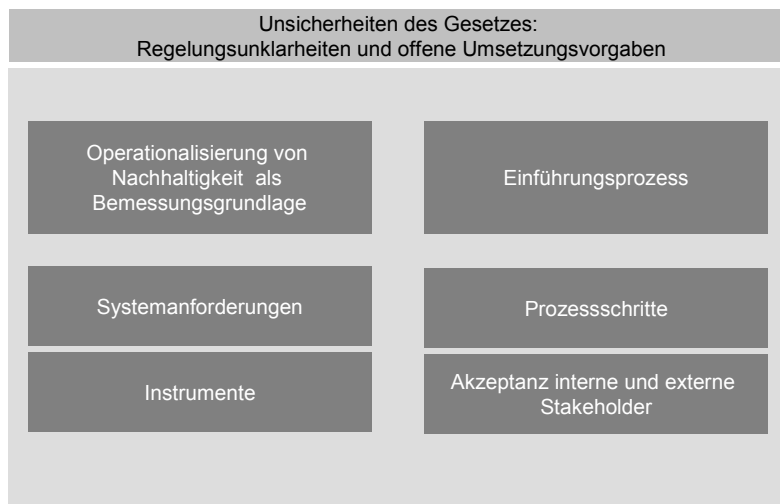 Unsicherheiten des Gesetzes:
Regelungsunklarheiten und offene Umsetzungsvorgaben
Operationalisierung von
Nachhaltigkeit als
Bemessungsgrundlage
Einführungsprozess
Systemanforderungen
Prozessschritte
Instrumente
Akzeptanz interne und externe
Stakeholder